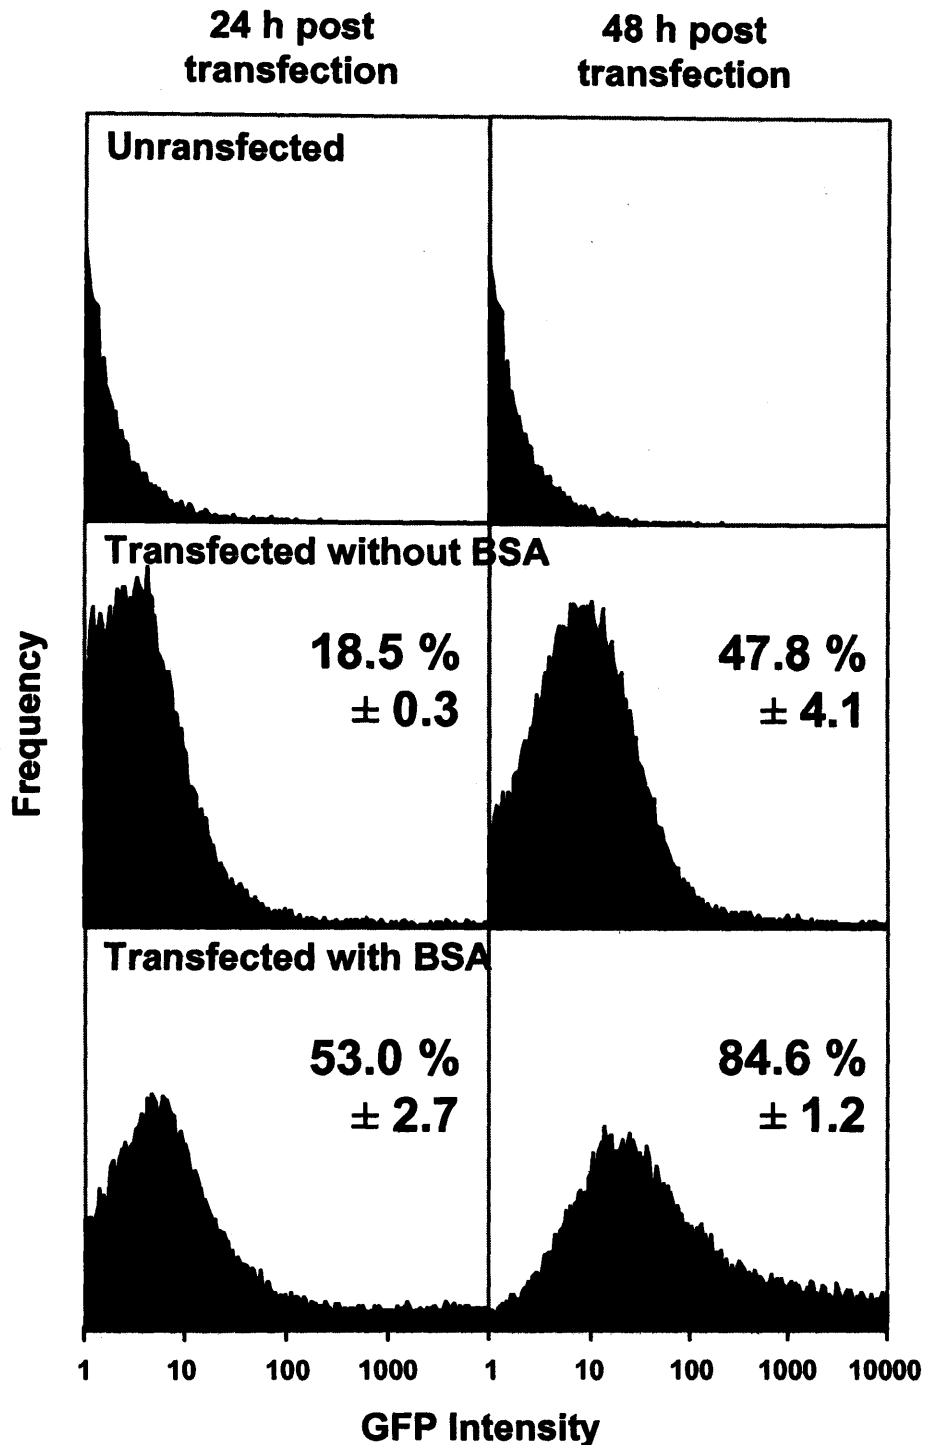 24 h post
transfection
48 h post
transfection
Unransfected
Transfected without BSA
18.5 %
± 0.3
47.8 %
± 4.1
Frequency
Transfected with BSA
53.0 %
± 2.7
84.6 %
± 1.2
1 10 100 1000 1 10 100 1000 10000
GFP Intensity